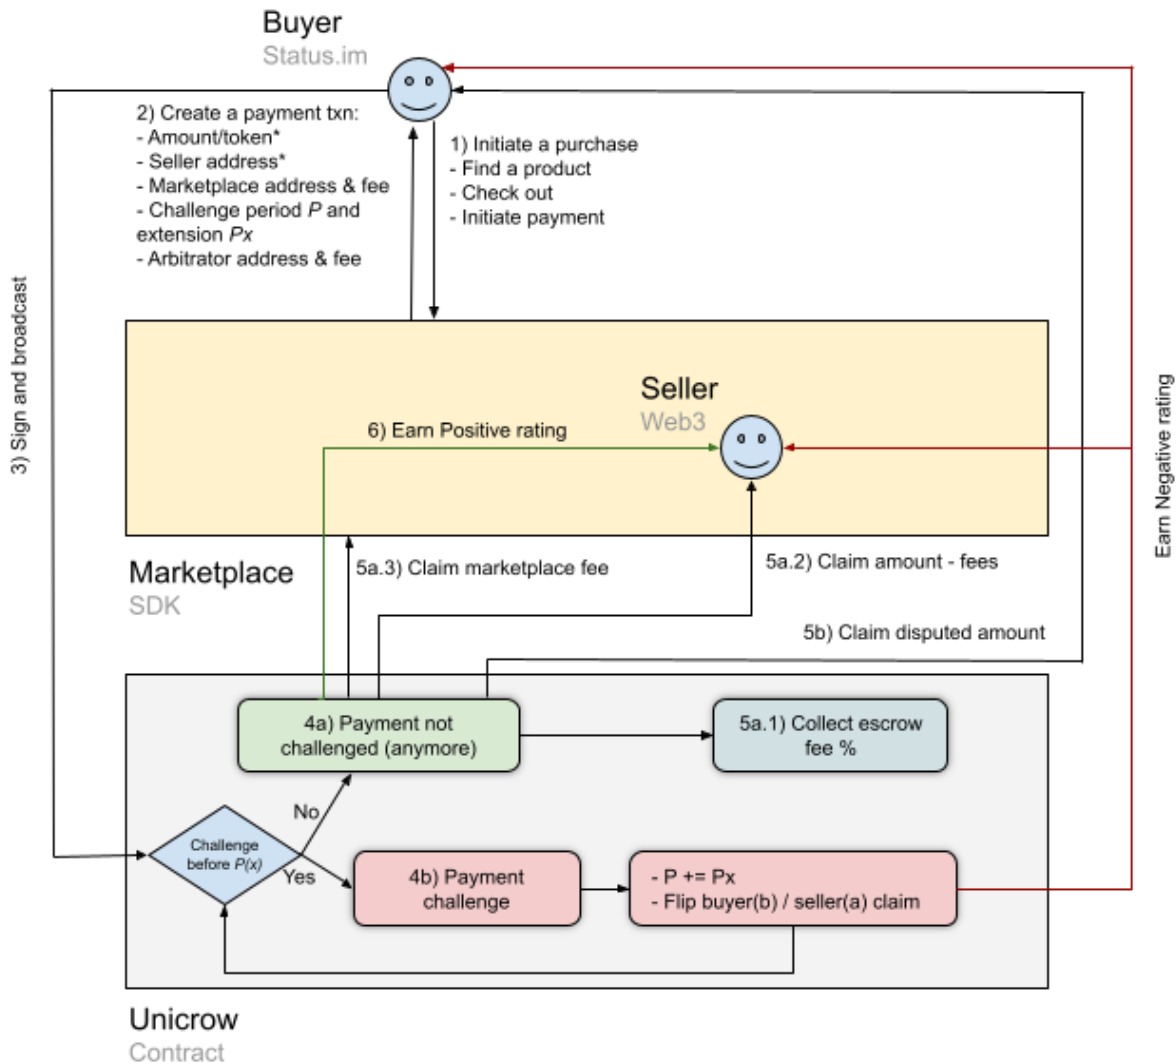 Buyer
Status.im
2) Create a payment txn:
- Amount/token*
- Seller address*
- Marketplace address & fee
- Challenge period P and
extension Px
- Arbitrator address & fee
1) Initiate a purchase
- Find a product
- Check out
- Initiate payment
3) Sign and broadcast
Seller
Web3
6) Earn Positive rating
Earn Negative rating
Marketplace
SDK
5a.3) Claim marketplace fee
5a.2) Claim amount - fees
5b) Claim disputed amount
4a) Payment not
challenged (anymore)
5a.1) Collect escrow
fee %
No
Challenge
before P(x)
Yes
4b) Payment
challenge
- P += Px
- Flip buyer(b) / seller(a) claim
Unicrow
Contract